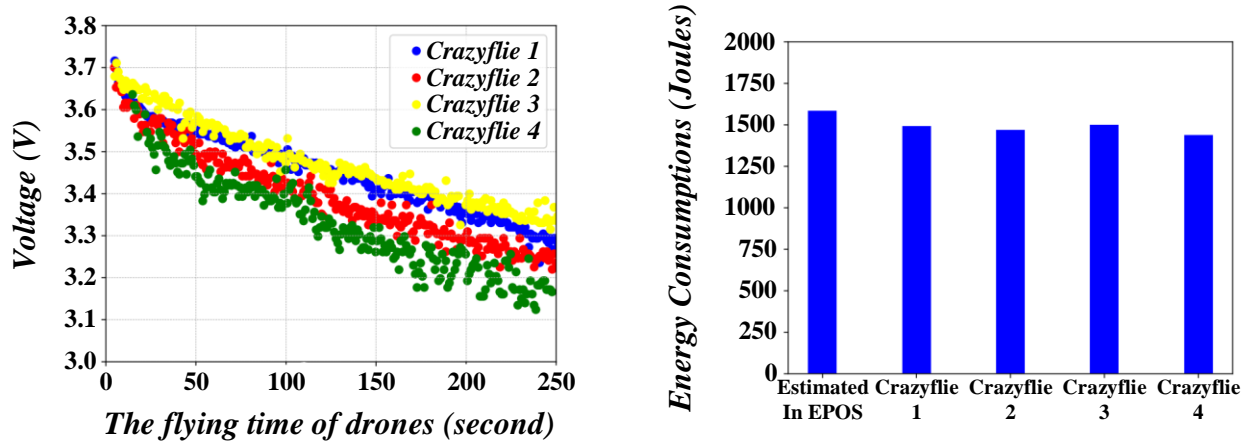 Voltage (V)
3.8
3.7
3.6
3.5
3.4
3.3
3.2
3.1
3.0
0
50
100
150
200
250
The flying time of drones (second)
Crazyflie 1
Crazyflie 2
Crazyflie 3
Crazyflie 4
Energy Consumptions (Joules)
2000
1750
1500
1250
1000
750
500
250
0
Estimated
In EPOS
Crazyflie
1
Crazyflie
2
Crazyflie
3
Crazyflie
4